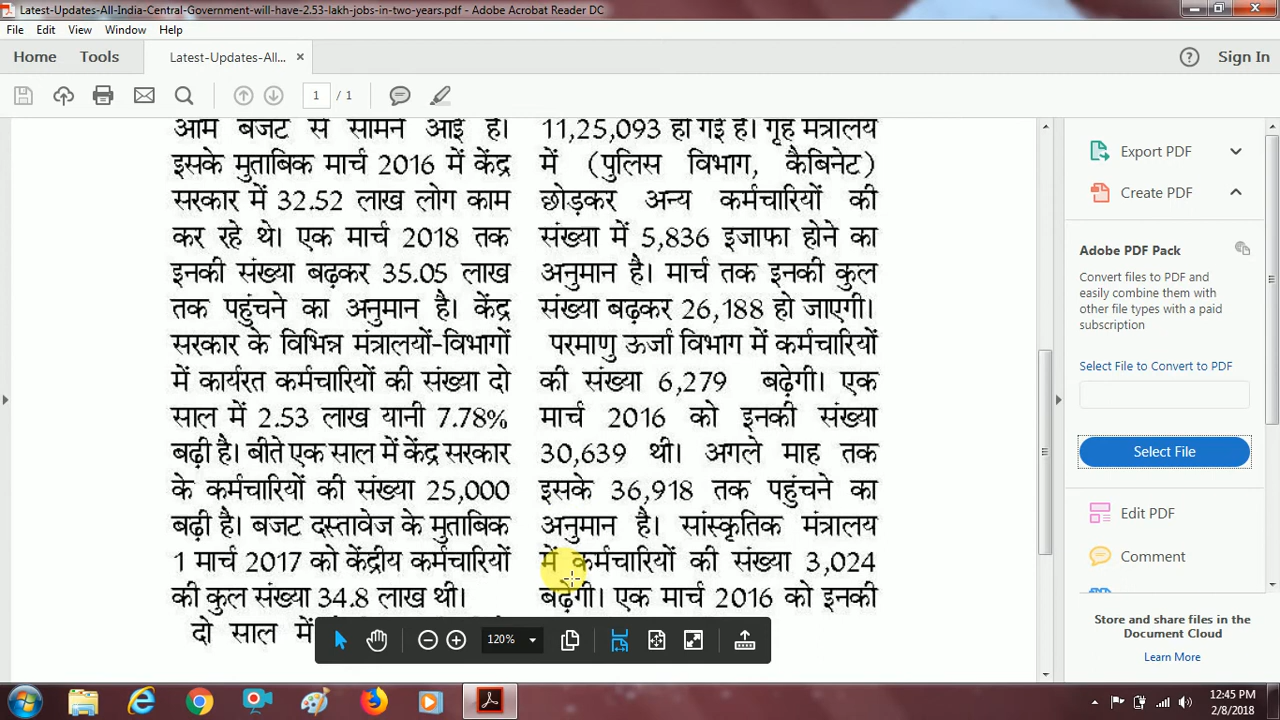 Latest-Updates-All-India-Central-Government-will-have-2.53-lakh-jobs-in-two-years.pdf - Adobe Acrobat Reader DC
File Edit View Window Help
Home Tools Latest-Updates-All... × Sign In
1 / 1
आम बजट से सामने आई है।
इसके मुताबिक मार्च 2016 में केंद्र
सरकार में 32.52 लाख लोग काम
कर रहे थे। एक मार्च 2018 तक
इनकी संख्या बढ़कर 35.05 लाख
तक पहुंचने का अनुमान है। केंद्र
सरकार के विभिन्न मंत्रालयों-विभागों
में कार्यरत कर्मचारियों की संख्या दो
साल में 2.53 लाख यानी 7.78%
बढ़ी है। बीते एक साल में केंद्र सरकार
के कर्मचारियों की संख्या 25,000
बढ़ी है। बजट दस्तावेज के मुताबिक
1 मार्च 2017 को केंद्रीय कर्मचारियों
की कुल संख्या 34.8 लाख थी।
दो साल में
11,25,093 हो गई है। गृह मंत्रालय
में (पुलिस विभाग, कैबिनेट)
छोड़कर अन्य कर्मचारियों की
संख्या में 5,836 इजाफा होने का
अनुमान है। मार्च तक इनकी कुल
संख्या बढ़कर 26,188 हो जाएगी।
परमाणु ऊर्जा विभाग में कर्मचारियों
की संख्या 6,279 बढ़ेगी। एक
मार्च 2016 को इनकी संख्या
30,639 थी। अगले माह तक
इसके 36,918 तक पहुंचने का
अनुमान है। सांस्कृतिक मंत्रालय
में कर्मचारियों की संख्या 3,024
बढ़ेगी। एक मार्च 2016 को इनकी
120%
Export PDF
Create PDF
Adobe PDF Pack
Convert files to PDF and
easily combine them with
other file types with a paid
subscription
Select File to Convert to PDF
Select File
Edit PDF
Comment
Store and share files in the
Document Cloud
Learn More
12:45 PM
2/8/2018